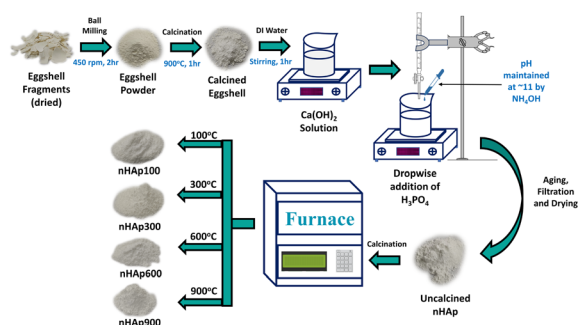 Ball
Milling
450 rpm, 2hr
Calcination
900°C, 1hr
DI Water
Stirring, 1hr
Eggshell
Fragments
(dried)
Eggshell
Powder
Calcined
Eggshell
Ca(OH)2
Solution
pH
maintained
at ~11 by
NH4OH
Dropwise
addition of
H3PO4
Aging,
Filtration
and Drying
Uncalcined
nHAp
Calcination
Furnace
100°C
nHAp100
300°C
nHAp300
600°C
nHAp600
900°C
nHAp900